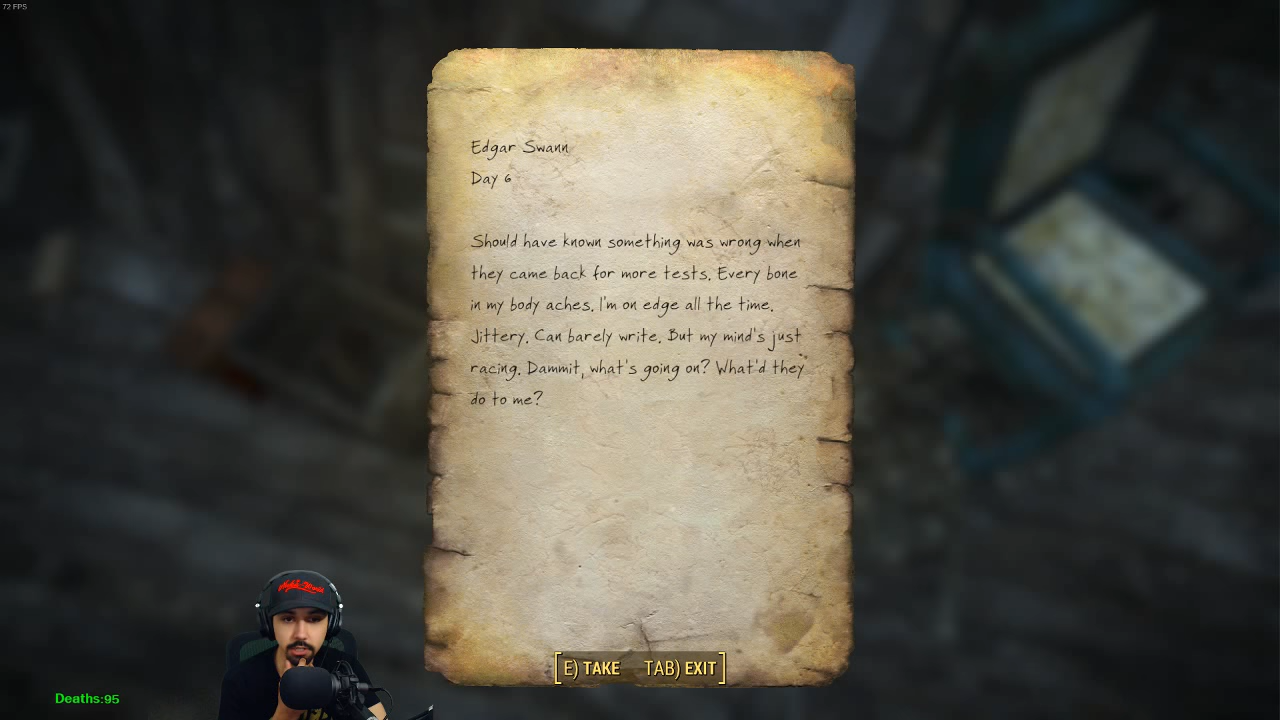 72 FPS
Edgar Swann
Day 6
Should have known something was wrong when
they came back for more tests. Every bone
in my body aches. I'm on edge all the time.
Jittery. Can barely write. But my mind's just
racing. Dammit, what's going on? What'd they
do to me?
E) TAKE TAB) EXIT
Deaths:95